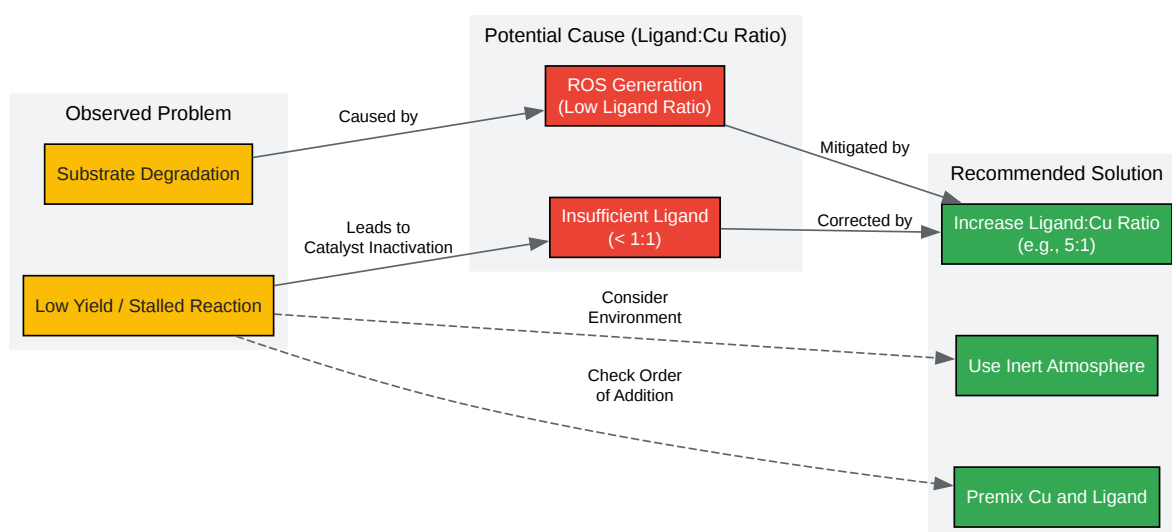 Potential Cause (Ligand:Cu Ratio)
ROS Generation
(Low Ligand Ratio)
Insufficient Ligand
(< 1:1)
Observed Problem
Substrate Degradation
Low Yield / Stalled Reaction
Caused by
Leads to
Catalyst Inactivation
Mitigated by
Corrected by
Consider
Environment
Check Order
of Addition
Recommended Solution
Increase Ligand:Cu Ratio
(e.g., 5:1)
Use Inert Atmosphere
Premix Cu and Ligand